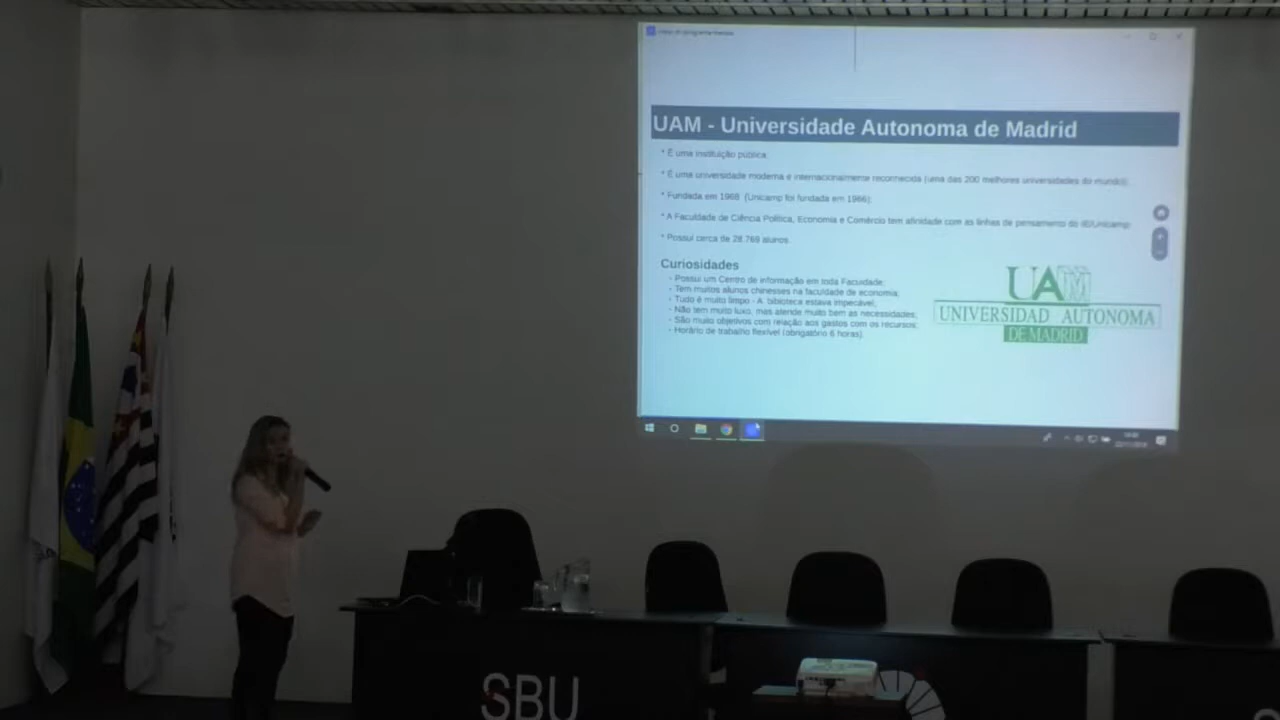 UAM - Universidade Autonoma de Madrid
* É uma instituição pública.
* É uma universidade moderna e internacionalmente reconhecida (uma das 200 melhores universidades do mundo);
* Fundada em 1968 (Unicamp foi fundada em 1966);
* A Faculdade de Ciência Política, Economia e Comércio tem afinidade com as linhas de pensamento do IE/Unicamp
* Possui cerca de 28.769 alunos.
Curiosidades
- Possui um Centro de informação em toda Faculdade;
- Tem muitos alunos chinesses na faculdade de economia;
- Tudo é muito limpo - A biblioteca estava impecável;
- Não tem muito luxo, mas atende muito bem as necessidades;
- São muito objetivos com relação aos gastos com os recursos;
- Horário de trabalho flexível (obrigatório 6 horas).
UAM
UNIVERSIDAD AUTONOMA
DE MADRID
SBU